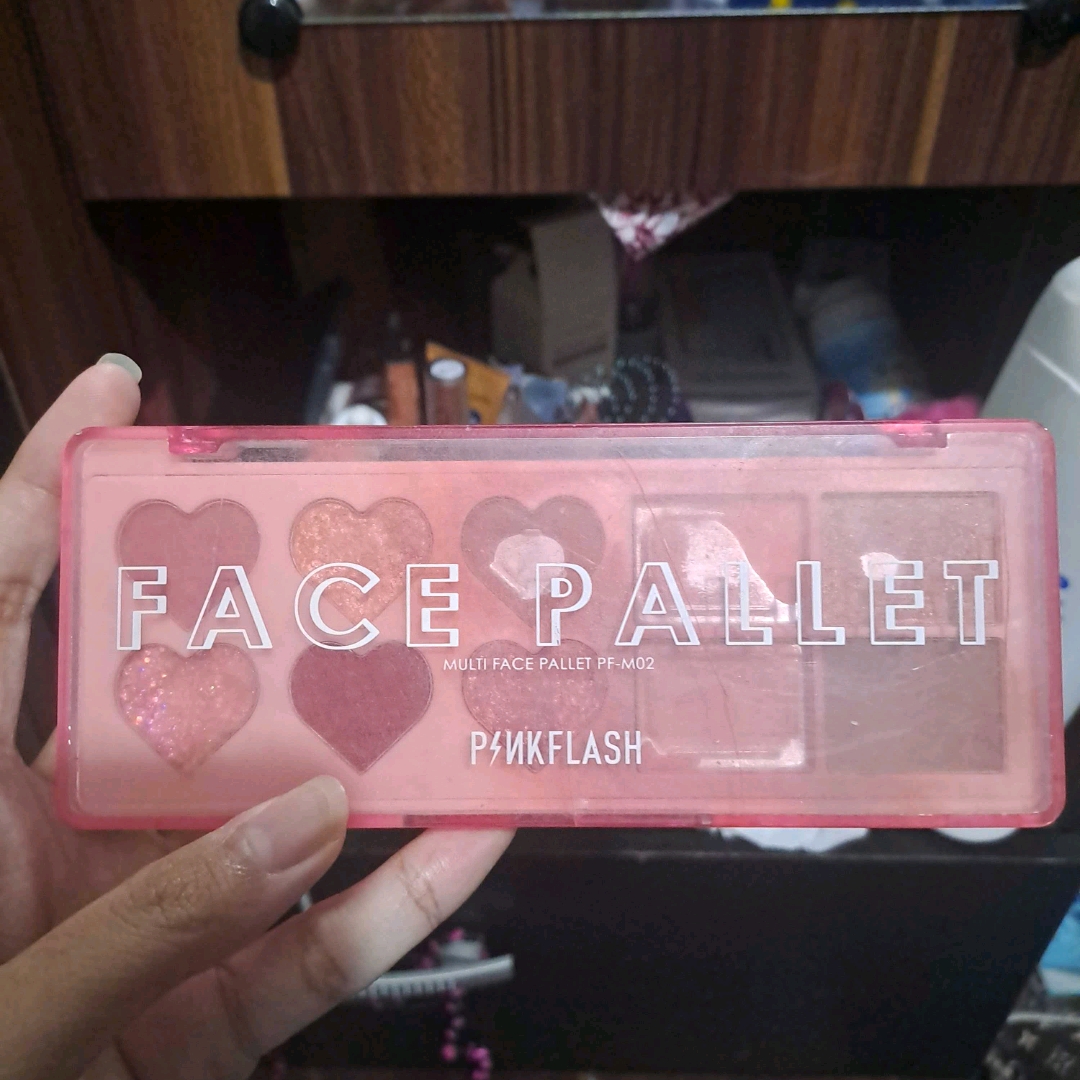 FACE PALLET
MULTI FACE PALLET PF-M02
PINKFLASH